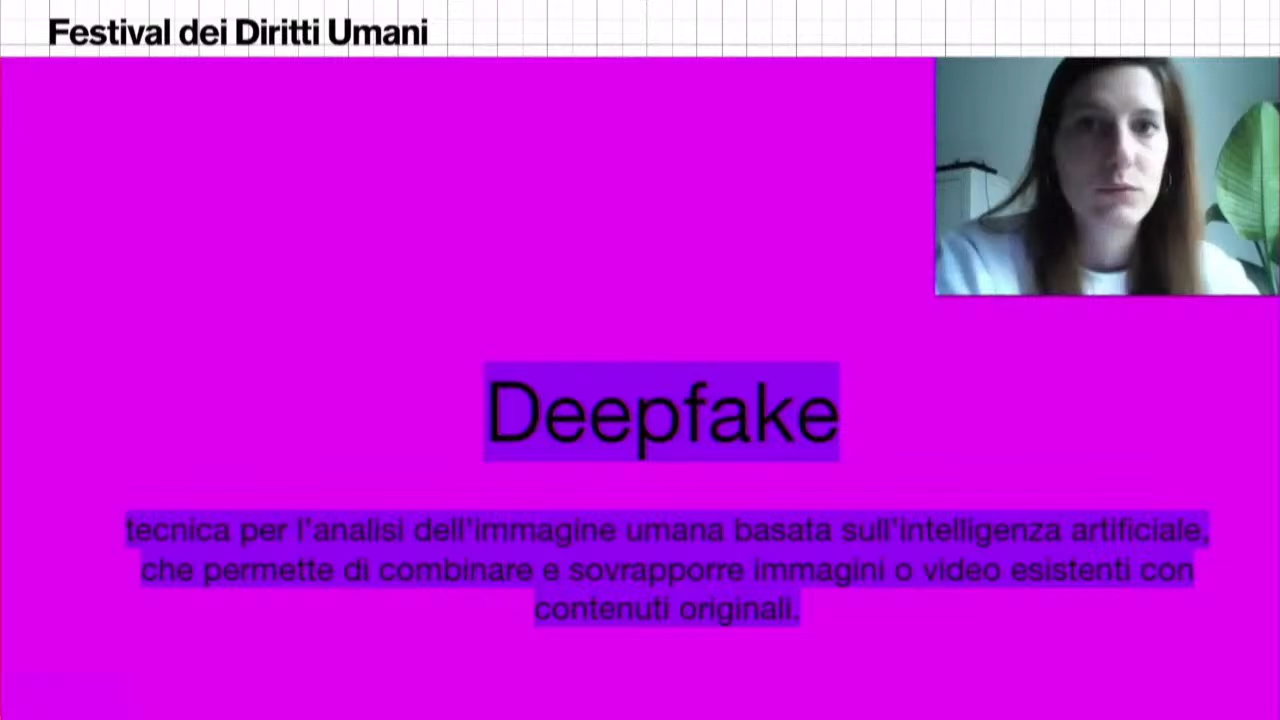 Festival dei Diritti Umani
Deepfake
tecnica per l'analisi dell'immagine umana basata sull'intelligenza artificiale,
che permette di combinare e sovrapporre immagini o video esistenti con
contenuti originali.